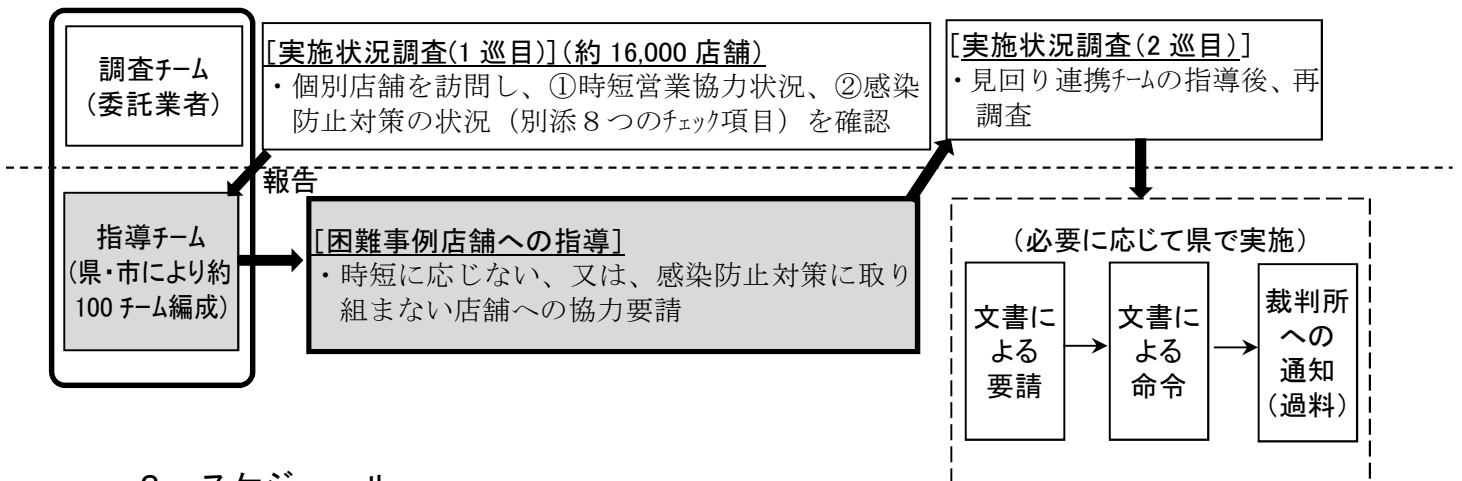 調査チーム
(委託業者)
[実施状況調査(1 巡目)](約 16,000 店舗)
・個別店舗を訪問し、①時短営業協力状況、②感染
防止対策の状況（別添８つのチェック項目）を確認
[実施状況調査(2 巡目)]
・見回り連携チームの指導後、再
調査
報告
指導チーム
(県・市により約
100 チーム編成)
[困難事例店舗への指導]
・時短に応じない、又は、感染防止対策に取り
組まない店舗への協力要請
(必要に応じて県で実施)
文書に
よる
要請
文書に
よる
命令
裁判所
への
通知
(過料)